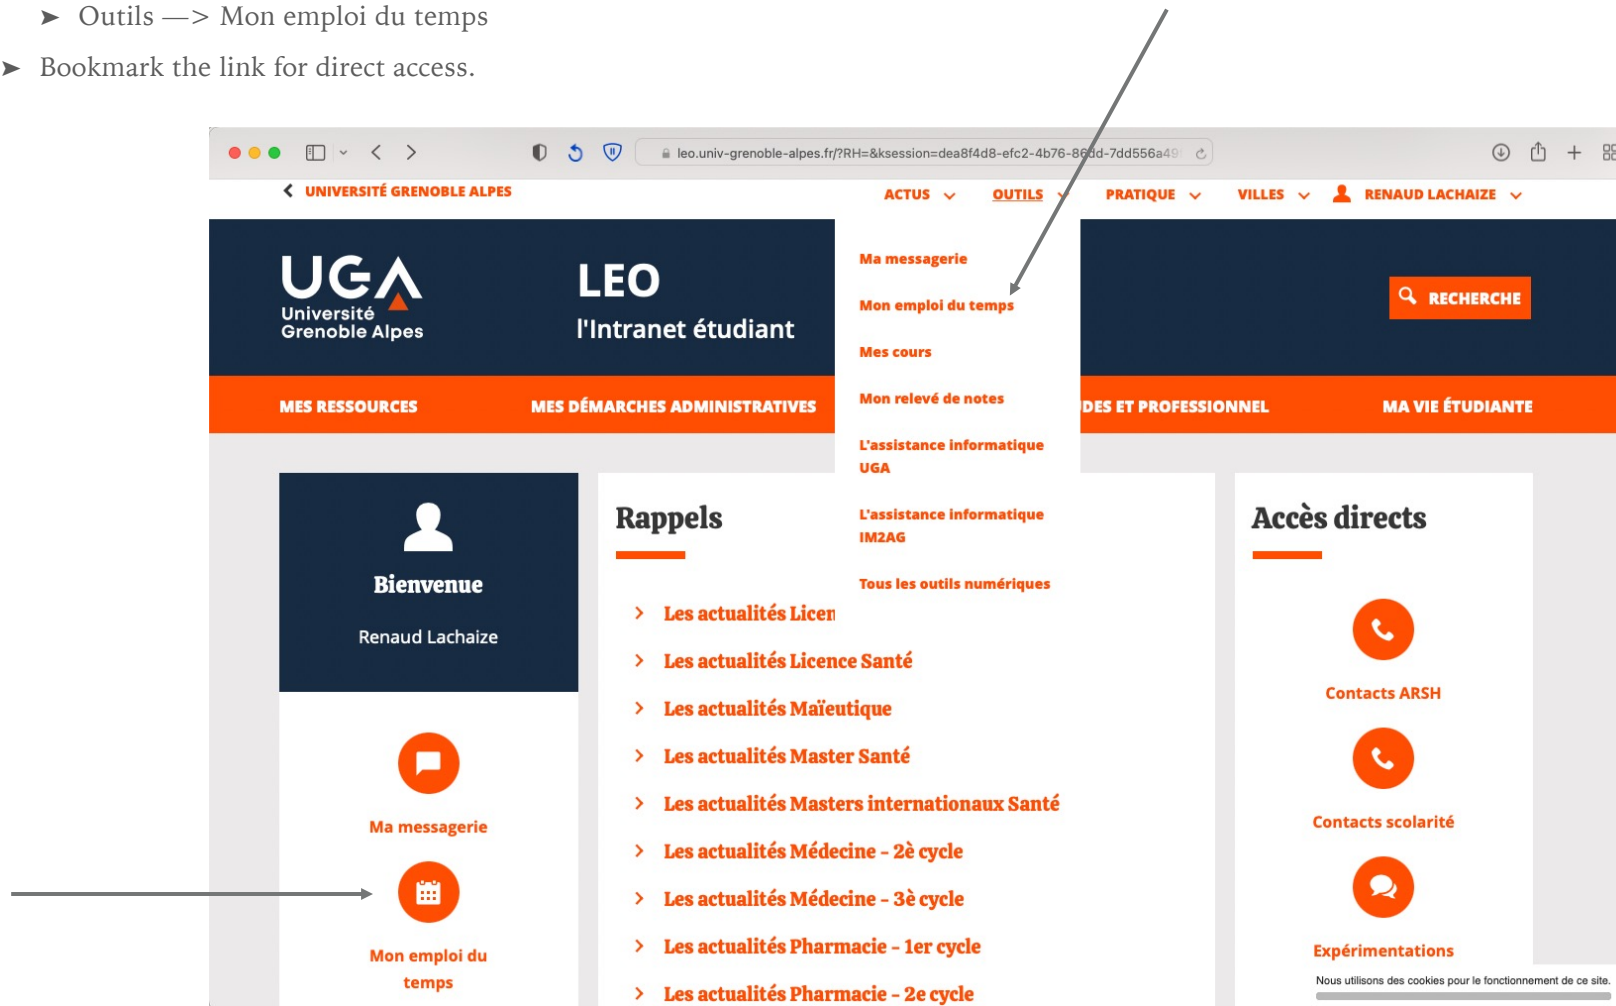 ➤ Outils —> Mon emploi du temps
➤ Bookmark the link for direct access.
leo.univ-grenoble-alpes.fr/?RH=&ksession=dea8f4d8-efc2-4b76-86dd-7dd556a49
UNIVERSITÉ GRENOBLE ALPES
ACTUS OUTILS PRATIQUE VILLES RENAUD LACHAIZE
UGA
Université
Grenoble Alpes
LEO
l'Intranet étudiant
Ma messagerie
Mon emploi du temps
Mes cours
Mon relevé de notes
L'assistance informatique
UGA
L'assistance informatique
IM2AG
Tous les outils numériques
RECHERCHE
MES RESSOURCES
MES DÉMARCHES ADMINISTRATIVES
DES ET PROFESSIONNEL
MA VIE ÉTUDIANTE
Bienvenue
Renaud Lachaize
Ma messagerie
Mon emploi du
temps
Rappels
Les actualités Licen
Les actualités Licence Santé
Les actualités Maïeutique
Les actualités Master Santé
Les actualités Masters internationaux Santé
Les actualités Médecine - 2è cycle
Les actualités Médecine - 3è cycle
Les actualités Pharmacie - 1er cycle
Les actualités Pharmacie - 2e cycle
Accès directs
Contacts ARSH
Contacts scolarité
Expérimentations
Nous utilisons des cookies pour le fonctionnement de ce site.